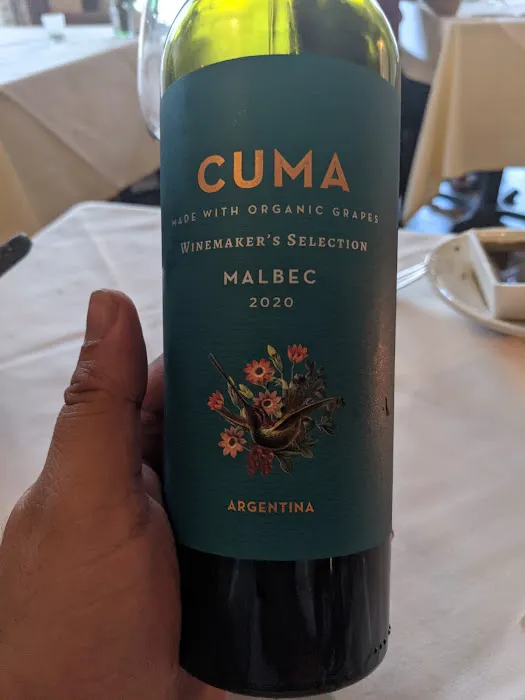 CUMA
MADE WITH ORGANIC GRAPES
WINEMAKER'S SELECTION
MALBEC
2020
ARGENTINA